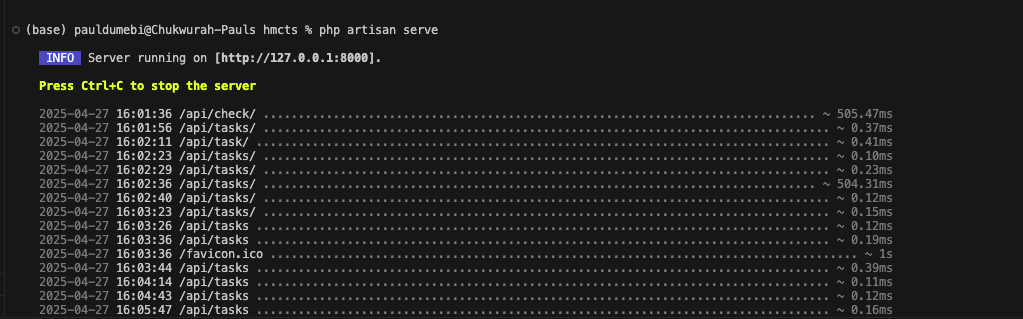 (base) pauldumebi@Chukwurah-Pauls hmcts % php artisan serve
INFO Server running on [http://127.0.0.1:8000].
Press Ctrl+C to stop the server
2025-04-27 16:01:36 /api/check/ ................................................................................ ~ 505.47ms
2025-04-27 16:01:56 /api/tasks/ .................................................................................. ~ 0.37ms
2025-04-27 16:02:11 /api/task/ ................................................................................... ~ 0.41ms
2025-04-27 16:02:23 /api/tasks/ .................................................................................. ~ 0.10ms
2025-04-27 16:02:29 /api/tasks/ .................................................................................. ~ 0.23ms
2025-04-27 16:02:36 /api/tasks/ ................................................................................ ~ 504.31ms
2025-04-27 16:02:40 /api/tasks/ .................................................................................. ~ 0.12ms
2025-04-27 16:03:23 /api/tasks/ .................................................................................. ~ 0.15ms
2025-04-27 16:03:26 /api/tasks ................................................................................... ~ 0.12ms
2025-04-27 16:03:36 /api/tasks ................................................................................... ~ 0.19ms
2025-04-27 16:03:36 /favicon.ico ..................................................................................... ~ 1s
2025-04-27 16:03:44 /api/tasks ................................................................................... ~ 0.39ms
2025-04-27 16:04:14 /api/tasks ................................................................................... ~ 0.11ms
2025-04-27 16:04:43 /api/tasks ................................................................................... ~ 0.12ms
2025-04-27 16:05:47 /api/tasks ................................................................................... ~ 0.16ms